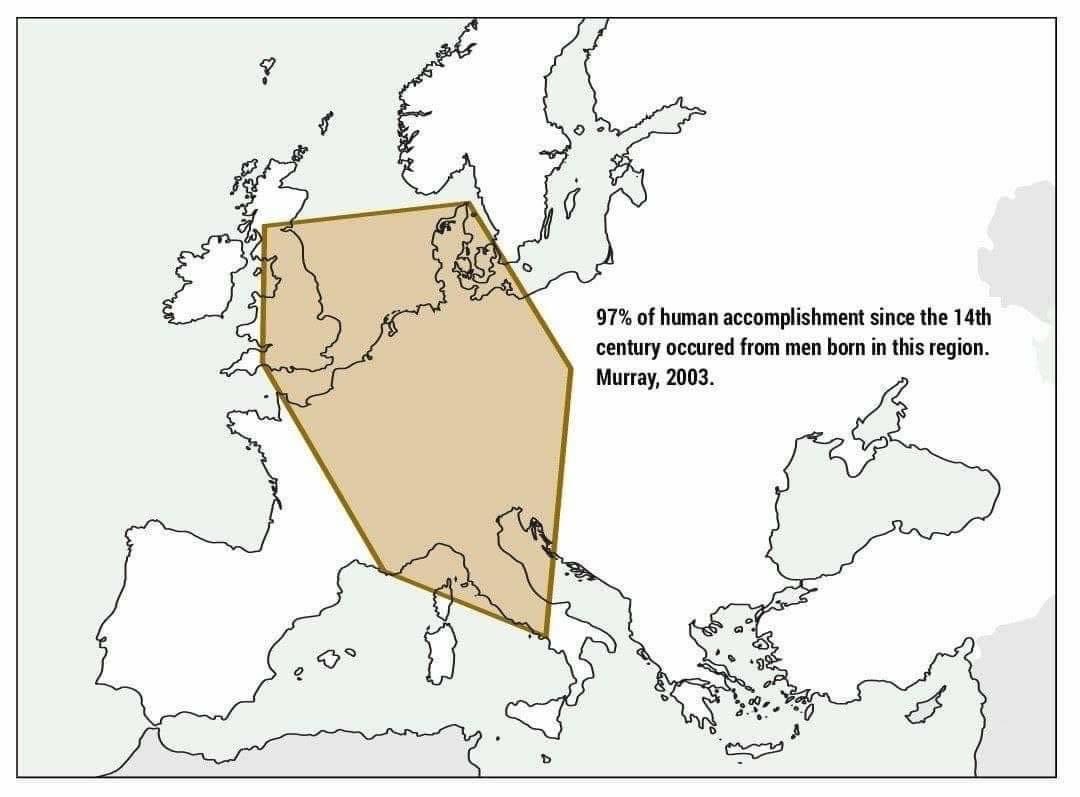 97% of human accomplishment since the 14th
century occured from men born in this region.
Murray, 2003.